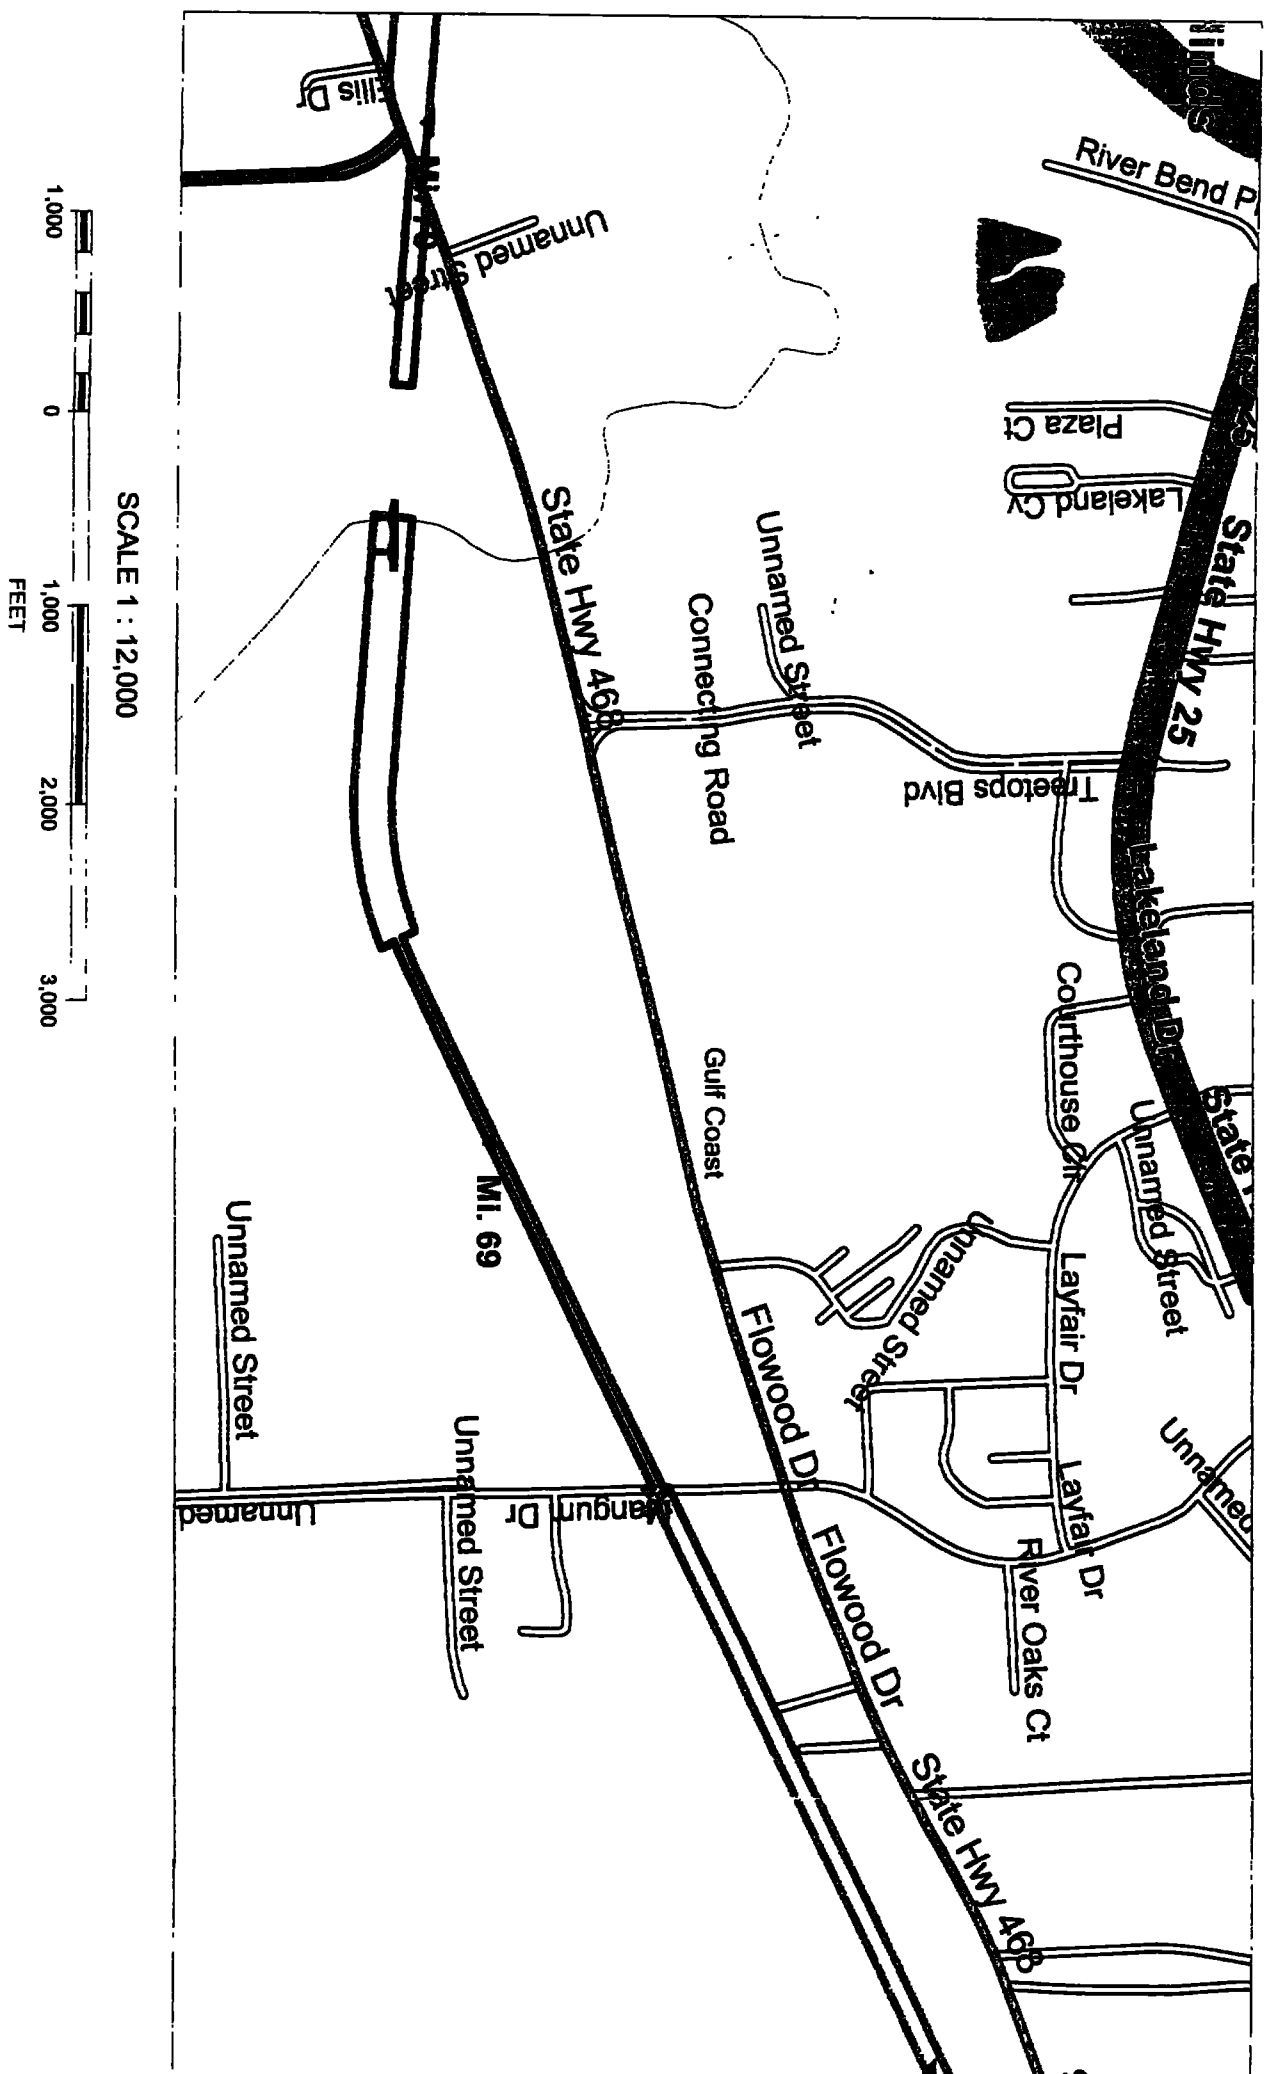 Hinds
River Bend Pl
Ellis Dr
Unnamed Street
Plaza Ct
Lakeland Cv
State Hwy 25
State Hwy 468
Unnamed Street
Connecting Road
Treetops Blvd
Lakeland Dr
Courthouse Cir
Gulf Coast
Unnamed Street
State
Unnamed Street
Layfair Dr
MI. 69
Flowood Dr
Unnamed Street
Unnamed Street
Layfair Dr
Unnamed
Mangum Dr
Unnamed
River Oaks Ct
Flowood Dr
State Hwy 468
SCALE 1 : 12,000
1,000
0
1,000
2,000
3,000
FEET